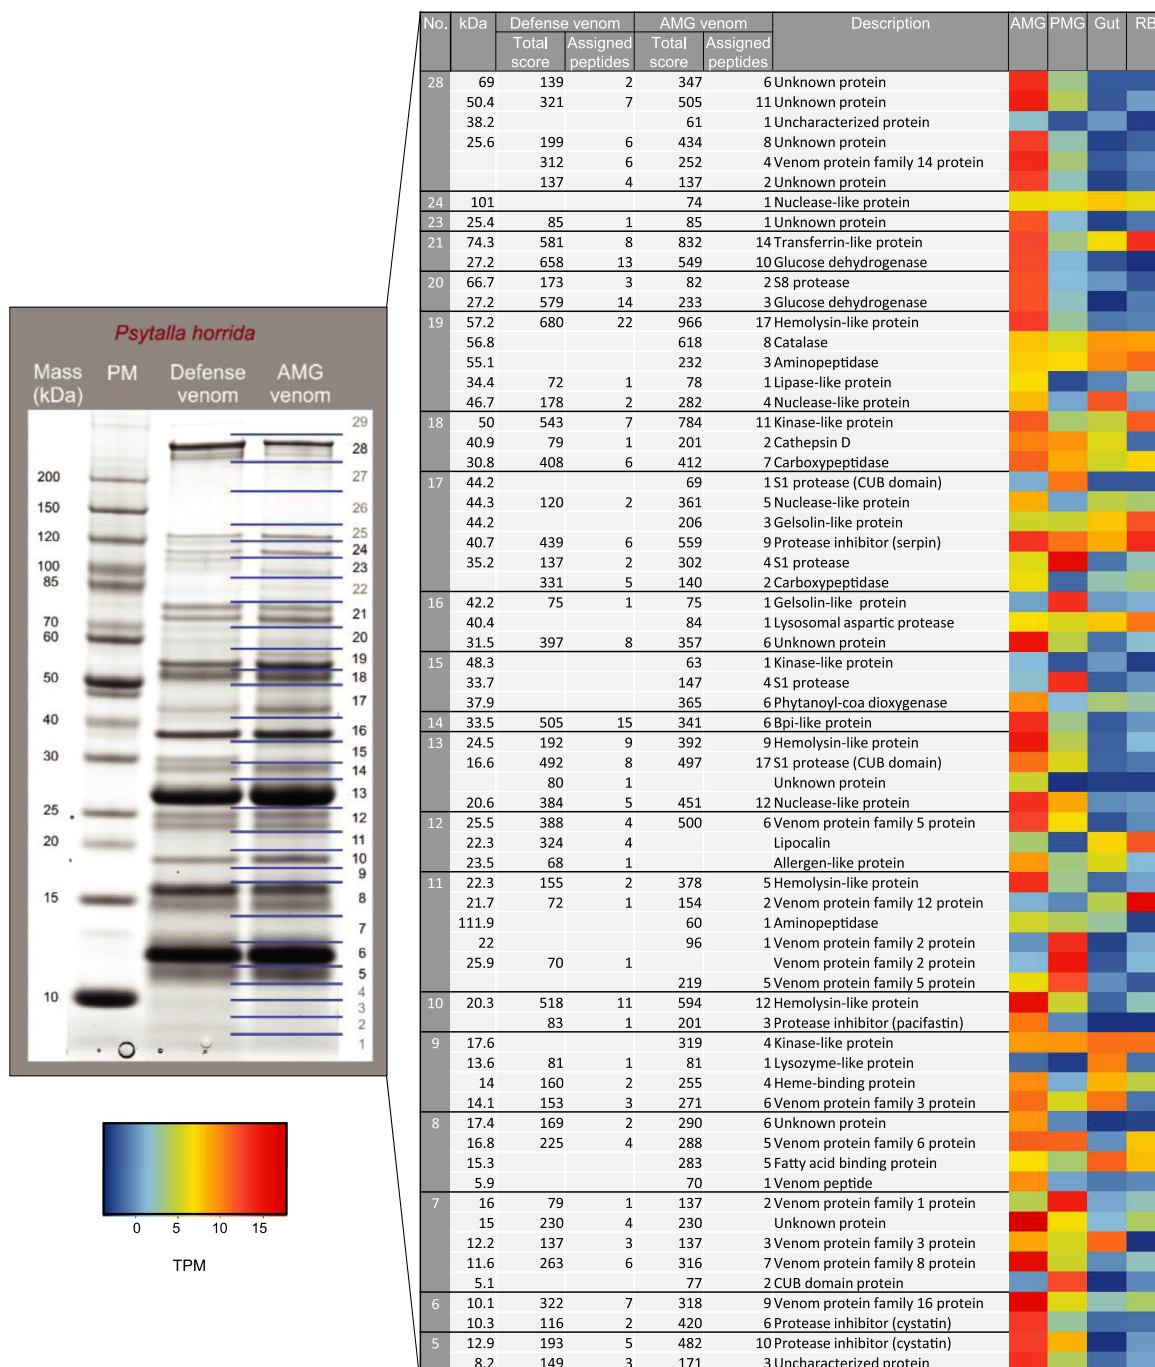 Psytalla horrida
Mass (kDa) PM Defense venom AMG venom
200
150
120
100
85
70
60
50
40
30
25
20
15
10
29
28
27
26
25
24
23
22
21
20
19
18
17
16
15
14
13
12
11
10
9
8
7
6
5
4
3
2
1
0 5 10 15
TPM
No. kDa Defense venom AMG venom Description AMG PMG Gut RB
Total score Assigned peptides Total score Assigned peptides
28 69 139 2 347 6 Unknown protein
50.4 321 7 505 11 Unknown protein
38.2 61 1 Uncharacterized protein
25.6 199 6 434 8 Unknown protein
312 6 252 4 Venom protein family 14 protein
137 4 137 2 Unknown protein
24 101 74 1 Nuclease-like protein
23 25.4 85 1 85 1 Unknown protein
21 74.3 581 8 832 14 Transferrin-like protein
27.2 658 13 549 10 Glucose dehydrogenase
20 66.7 173 3 82 2 S8 protease
27.2 579 14 233 3 Glucose dehydrogenase
19 57.2 680 22 966 17 Hemolysin-like protein
56.8 618 8 Catalase
55.1 232 3 Aminopeptidase
34.4 72 1 78 1 Lipase-like protein
46.7 178 2 282 4 Nuclease-like protein
18 50 543 7 784 11 Kinase-like protein
40.9 79 1 201 2 Cathepsin D
30.8 408 6 412 7 Carboxypeptidase
17 44.2 69 1 S1 protease (CUB domain)
44.3 120 2 361 5 Nuclease-like protein
44.2 206 3 Gelsolin-like protein
40.7 439 6 559 9 Protease inhibitor (serpin)
35.2 137 2 302 4 S1 protease
331 5 140 2 Carboxypeptidase
16 42.2 75 1 75 1 Gelsolin-like protein
40.4 84 1 Lysosomal aspartic protease
31.5 397 8 357 6 Unknown protein
15 48.3 63 1 Kinase-like protein
33.7 147 4 S1 protease
37.9 365 6 Phytanoyl-coa dioxygenase
14 33.5 505 15 341 6 Bpi-like protein
13 24.5 192 9 392 9 Hemolysin-like protein
16.6 492 8 497 17 S1 protease (CUB domain)
80 1 Unknown protein
20.6 384 5 451 12 Nuclease-like protein
12 25.5 388 4 500 6 Venom protein family 5 protein
22.3 324 4 Lipocalin
23.5 68 1 Allergen-like protein
11 22.3 155 2 378 5 Hemolysin-like protein
21.7 72 1 154 2 Venom protein family 12 protein
111.9 60 1 Aminopeptidase
22 96 1 Venom protein family 2 protein
25.9 70 1 Venom protein family 2 protein
219 5 Venom protein family 5 protein
10 20.3 518 11 594 12 Hemolysin-like protein
83 1 201 3 Protease inhibitor (pacifastin)
9 17.6 319 4 Kinase-like protein
13.6 81 1 81 1 Lysozyme-like protein
14 160 2 255 4 Heme-binding protein
14.1 153 3 271 6 Venom protein family 3 protein
8 17.4 169 2 290 6 Unknown protein
16.8 225 4 288 5 Venom protein family 6 protein
15.3 283 5 Fatty acid binding protein
5.9 70 1 Venom peptide
7 16 79 1 137 2 Venom protein family 1 protein
15 230 4 230 Unknown protein
12.2 137 3 137 3 Venom protein family 3 protein
11.6 263 6 316 7 Venom protein family 8 protein
5.1 77 2 CUB domain protein
6 10.1 322 7 318 9 Venom protein family 16 protein
10.3 116 2 420 6 Protease inhibitor (cystatin)
5 12.9 193 5 482 10 Protease inhibitor (cystatin)
8.2 149 3 171 3 Uncharacterized protein